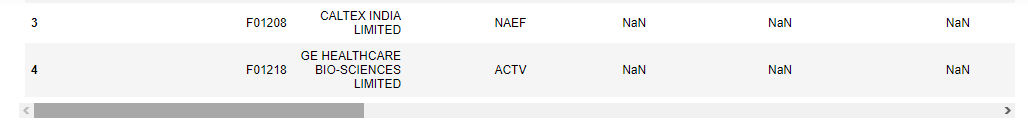 3 F01208 CALTEX INDIA LIMITED NAEF NaN NaN NaN
4 F01218 GE HEALTHCARE BIO-SCIENCES LIMITED ACTV NaN NaN NaN